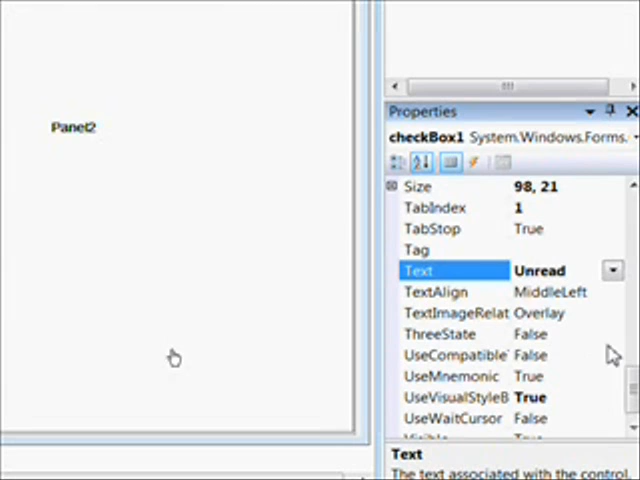 Panel2
Properties
checkBox1 System.Windows.Forms.
Size 98, 21
TabIndex 1
TabStop True
Tag
Text Unread
TextAlign MiddleLeft
TextImageRelat Overlay
ThreeState False
UseCompatible False
UseMnemonic True
UseVisualStyleB True
UseWaitCursor False
Text
The text associated with the control.